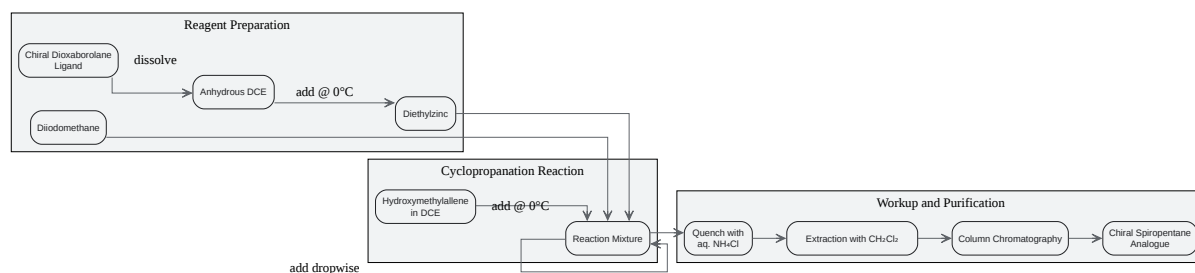 Reagent Preparation
Chiral Dioxaborolane
Ligand
dissolve
Anhydrous DCE
add @ 0°C
Diethylzinc
Diiodomethane
Cyclopropanation Reaction
Hydroxymethylallene
in DCE
add @ 0°C
Reaction Mixture
add dropwise
Workup and Purification
Quench with
aq. NH₄Cl
Extraction with CH₂Cl₂
Column Chromatography
Chiral Spiropentane
Analogue